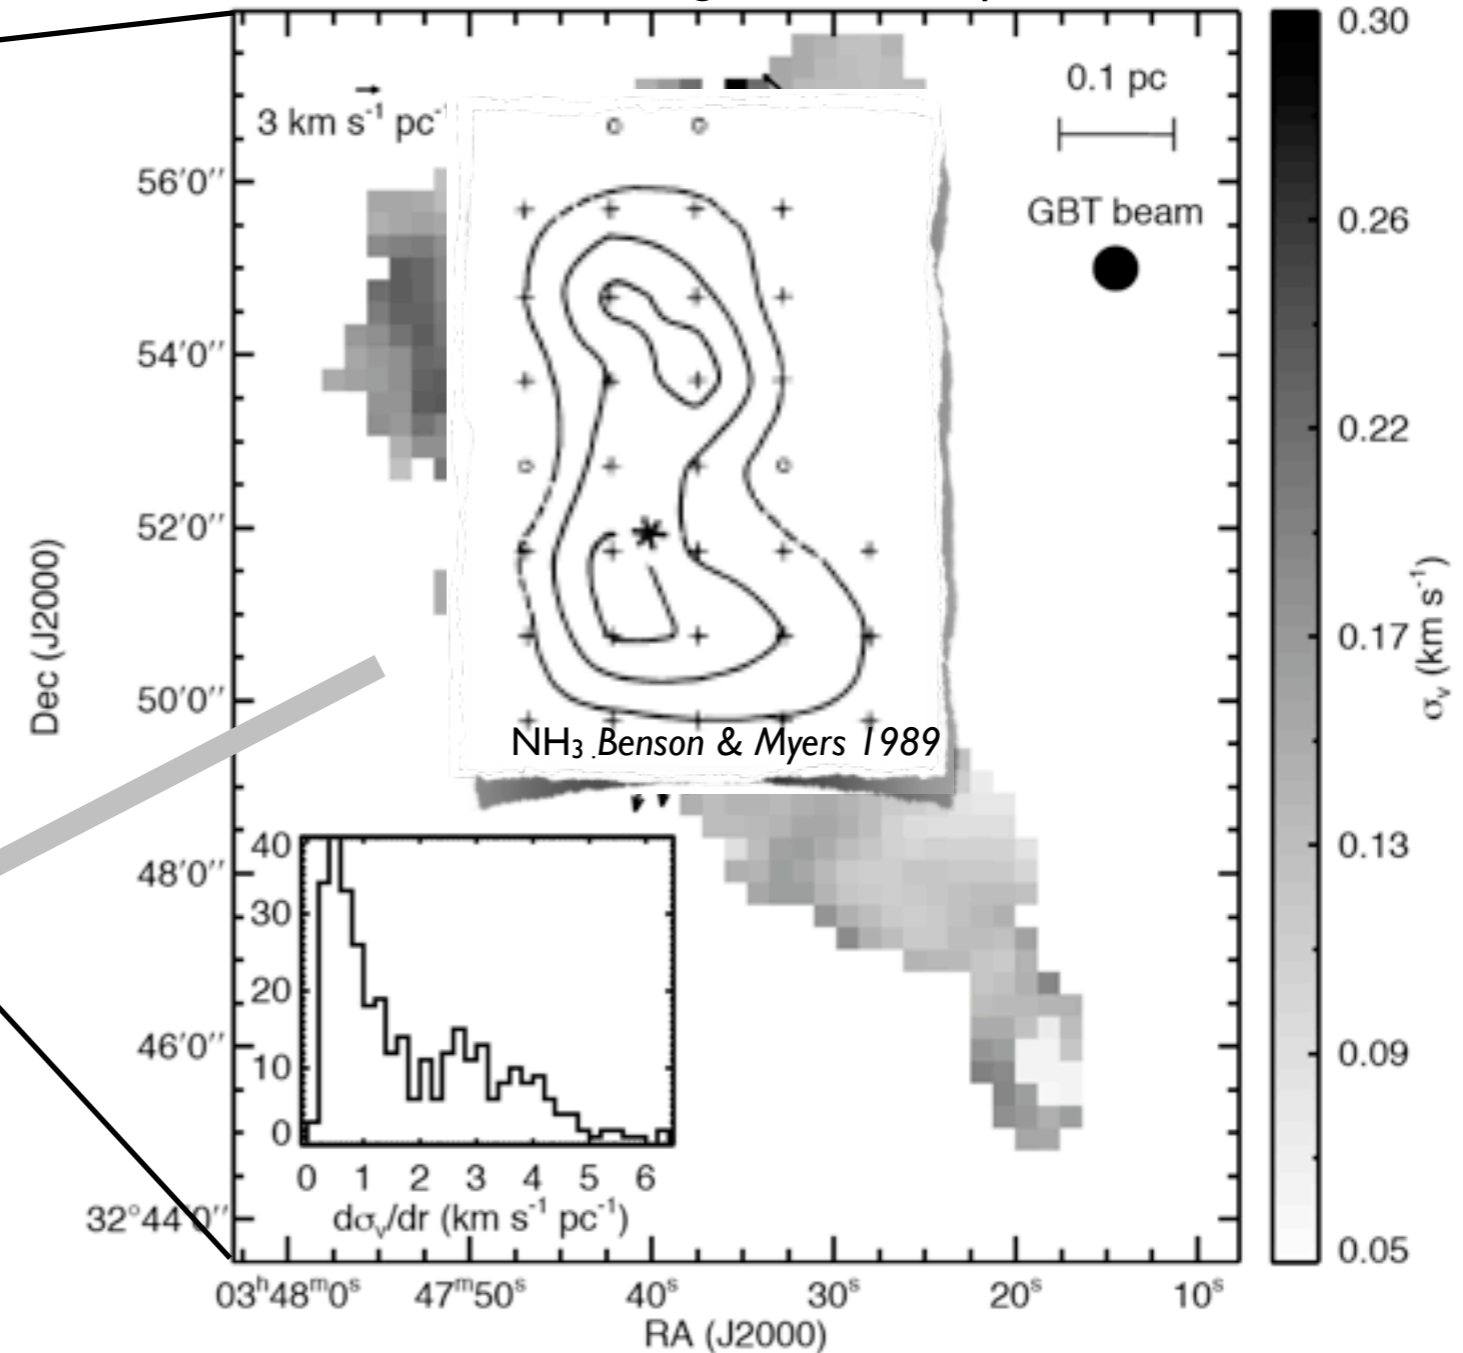 0.1 pc
3 km s⁻¹ pc⁻
GBT beam
56′0″
54′0″
52′0″
50′0″
48′0″
46′0″
32°44′0″
Dec (J2000)
NH₃ Benson & Myers 1989
40
30
20
10
0
0 1 2 3 4 5 6
dσᵥ/dr (km s⁻¹ pc⁻¹)
03ʰ48ᵐ0ˢ 47ᵐ50ˢ 40ˢ 30ˢ 20ˢ 10ˢ
RA (J2000)
0.30
0.26
0.22
0.17
0.13
0.09
0.05
σᵥ (km s⁻¹)